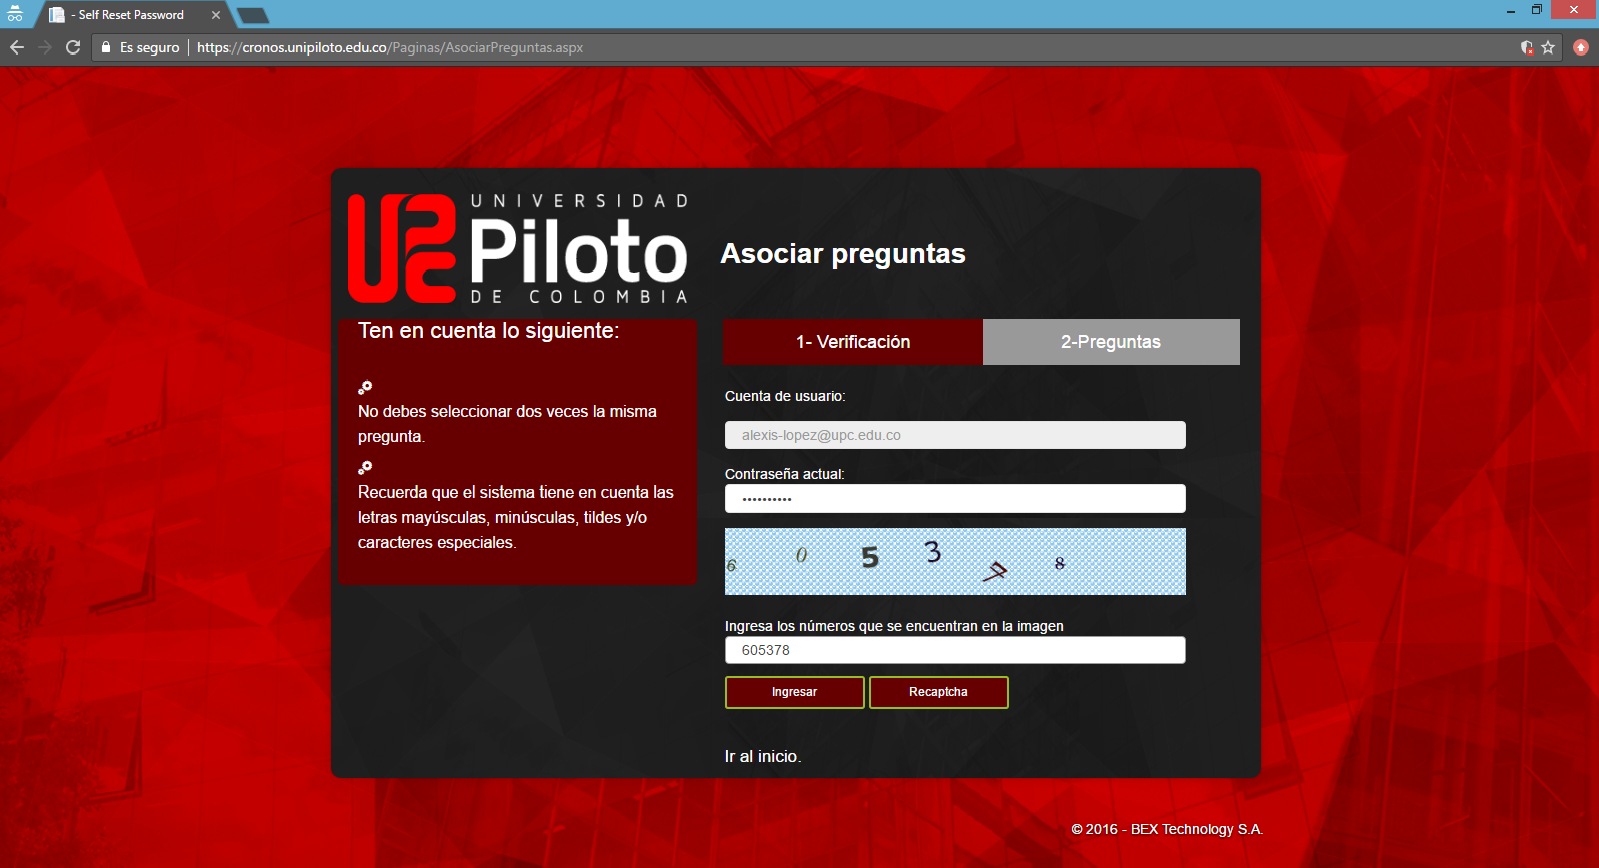 - Self Reset Password
Es seguro
https://cronos.unipiloto.edu.co/Paginas/AsociarPreguntas.aspx
UNIVERSIDAD
Piloto
DE COLOMBIA
Asociar preguntas
Ten en cuenta lo siguiente:
No debes seleccionar dos veces la misma
pregunta.
Recuerda que el sistema tiene en cuenta las
letras mayúsculas, minúsculas, tildes y/o
caracteres especiales.
1- Verificación
2-Preguntas
Cuenta de usuario:
alexis-lopez@upc.edu.co
Contraseña actual:
••••••••••
6 0 5 3 7 8
Ingresa los números que se encuentran en la imagen
605378
Ingresar
Recaptcha
Ir al inicio.
© 2016 - BEX Technology S.A.